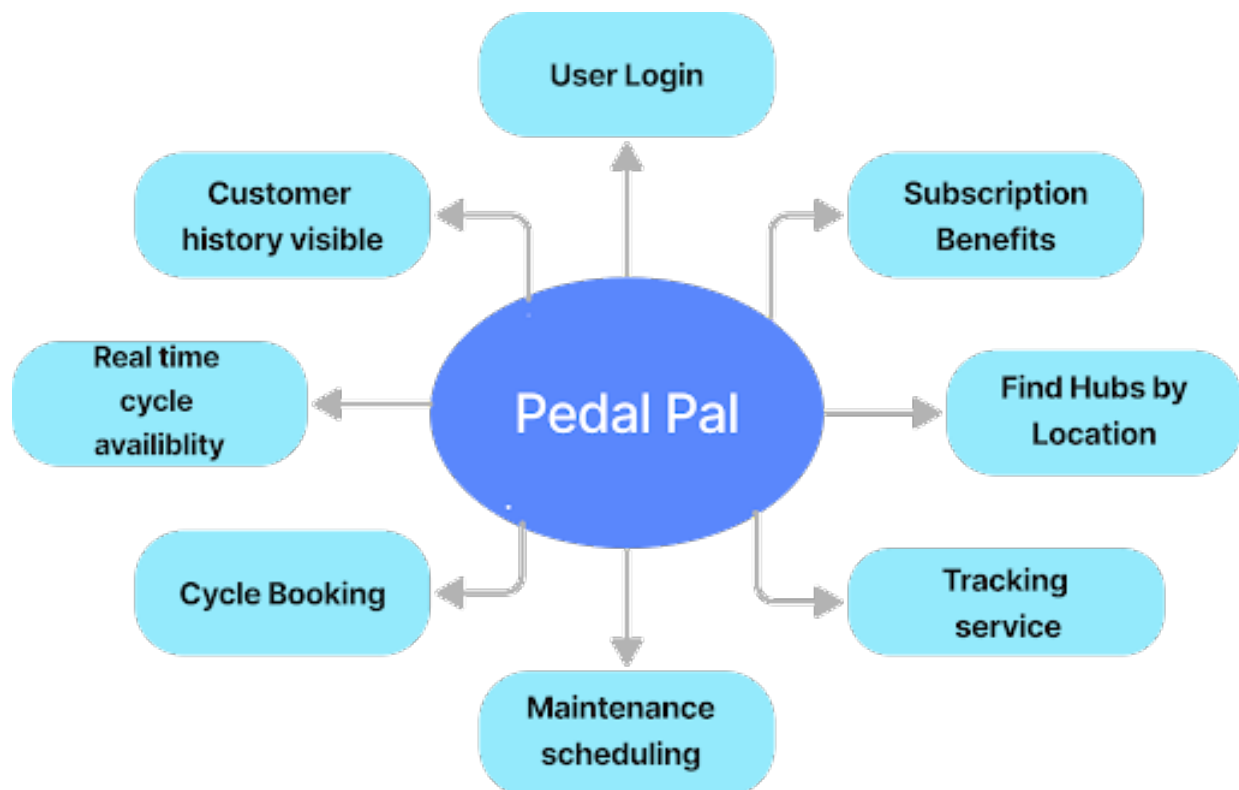 User Login
Customer
history visible
Subscription
Benefits
Real time
cycle
availiblity
Pedal Pal
Find Hubs by
Location
Cycle Booking
Tracking
service
Maintenance
scheduling